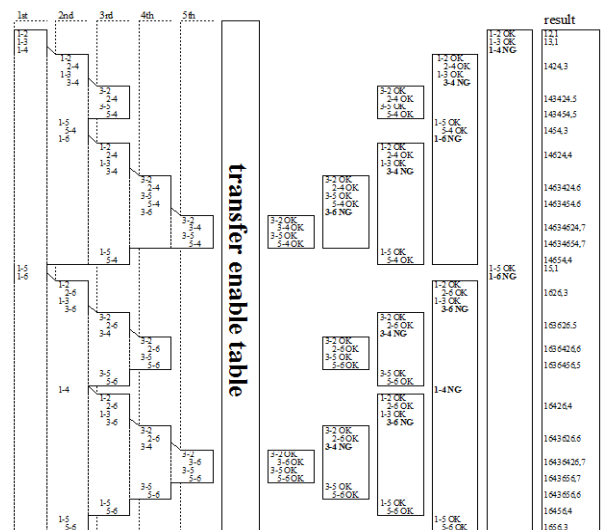 1st 2nd 3rd 4th 5th result
1-2 1-2 OK 12,1
1-3 1-3 OK 13,1
1-4 1-4 NG
1-2 1-2 OK
2-4 2-4 OK 1424,3
1-3 1-3 OK
3-4 3-4 NG
3-2 3-2 OK
2-4 2-4 OK 143424.5
3-5 3-5 OK
5-4 5-4 OK 143454,5
1-5 1-5 OK
5-4 5-4 OK 1454,3
1-6 1-6 NG
1-2 1-2 OK
2-4 2-4 OK 14624,4
1-3 1-3 OK
3-4 3-4 NG
3-2 3-2 OK
2-4 2-4 OK 1463424,6
3-5 3-5 OK
5-4 5-4 OK 1463454,6
3-6 3-6 NG
3-2 3-2 OK
3-4 3-4 OK 14634624,7
3-5 3-5 OK
5-4 5-4 OK 14634654,7
1-5 1-5 OK
5-4 5-4 OK 14654,4
1-5 1-5 OK 15,1
1-6 1-6 NG
1-2 1-2 OK
2-6 2-6 OK 1626,3
1-3 1-3 OK
3-6 3-6 NG
3-2 3-2 OK
2-6 2-6 OK 163626.5
3-4 3-4 NG
3-2 3-2 OK
2-6 2-6 OK 1636426,6
3-5 3-5 OK
5-6 5-6 OK 1636456,6
3-5 OK
5-6 OK
1-4 1-4 NG
1-2 1-2 OK
2-6 2-6 OK 16426,4
1-3 1-3 OK
3-6 3-6 NG
3-2 3-2 OK
2-6 2-6 OK 1643626.6
3-4 3-4 NG
3-2 3-2 OK
3-6 3-6 OK 16436426,7
3-5 3-5 OK
5-6 5-6 OK 1643656,7
3-5 3-5 OK
5-6 5-6 OK 1643656,6
1-5 1-5 OK
5-6 5-6 OK 16456,4
1-5 1-5 OK
5-6 5-6 OK 1656,3
transfer enable table